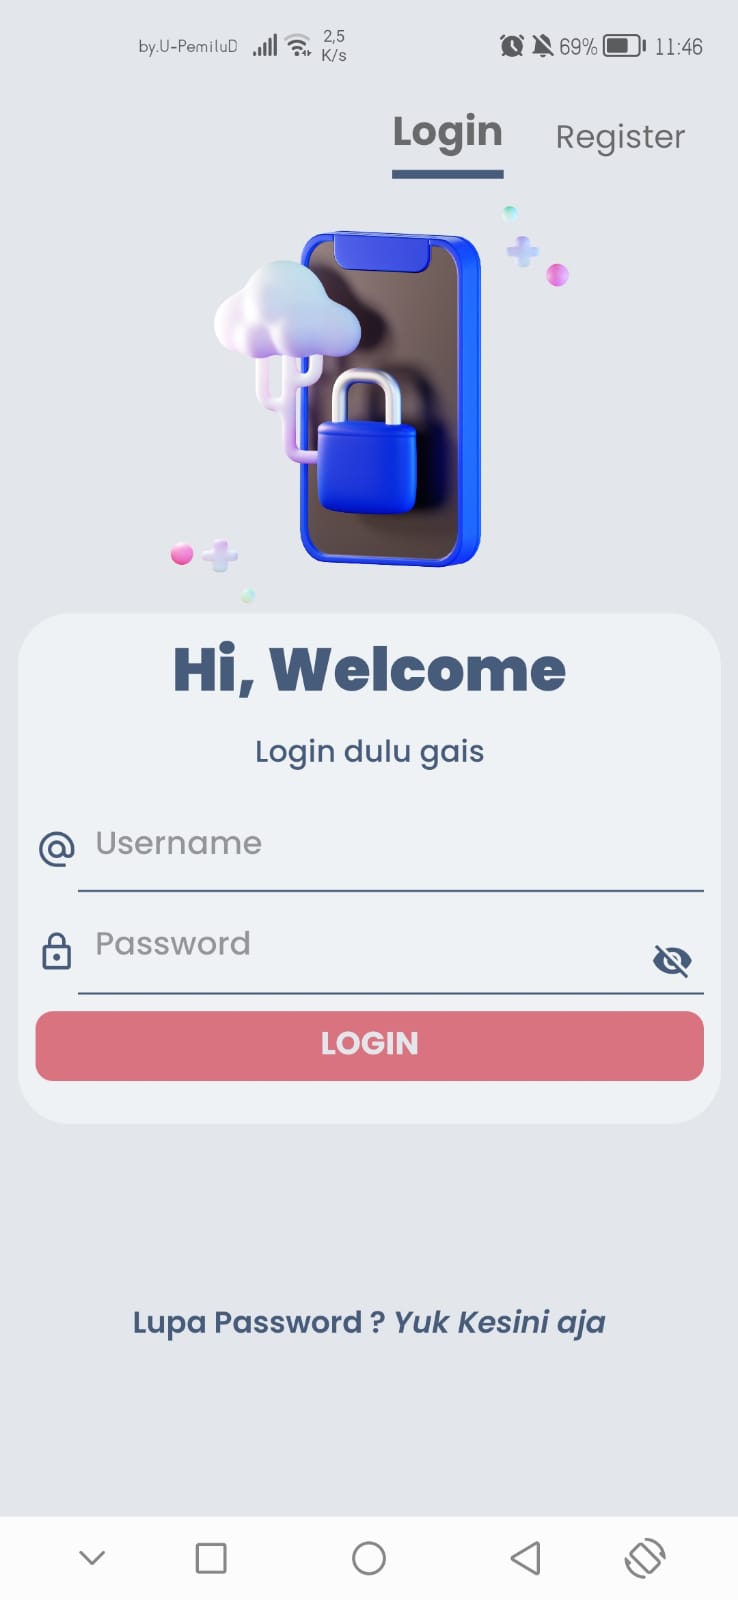 by.U-PemiluD 2,5 K/s 69% 11:46
Login Register
Hi, Welcome
Login dulu gais
Username
Password
LOGIN
Lupa Password ? Yuk Kesini aja